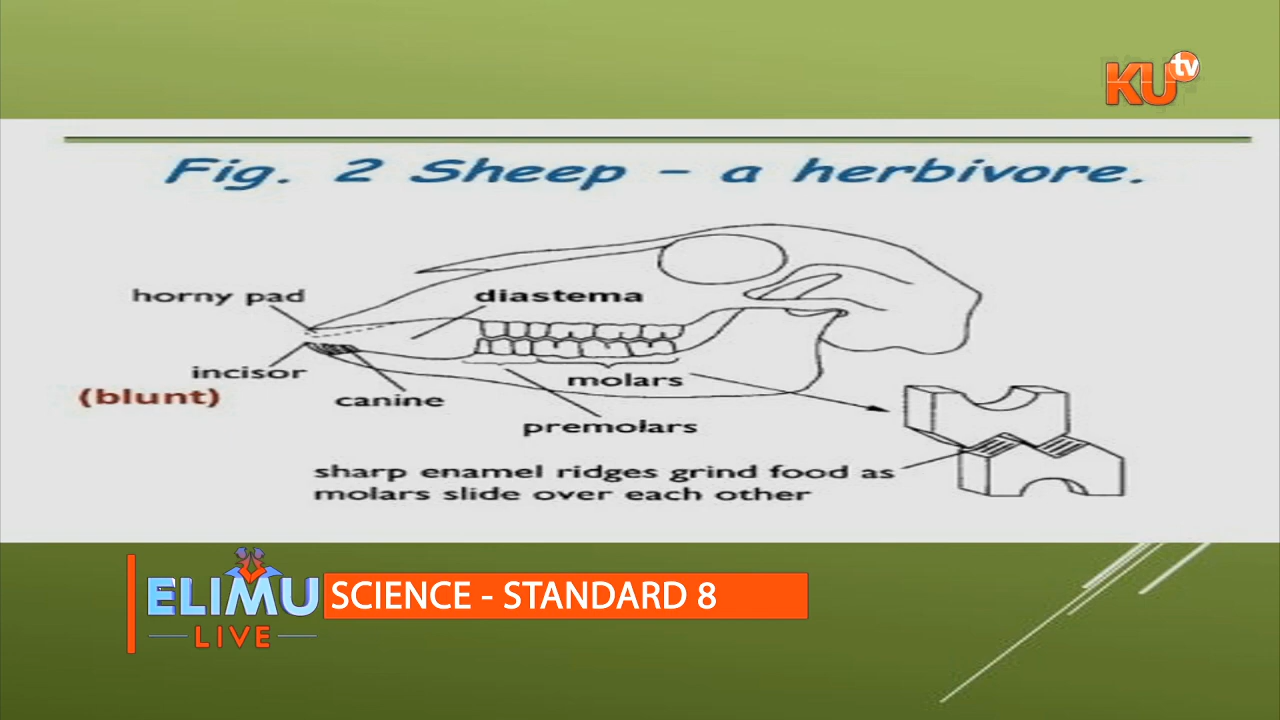 KU tv
Fig. 2 Sheep - a herbivore.
horny pad
diastema
incisor
(blunt)
canine
molars
premolars
sharp enamel ridges grind food as
molars slide over each other
ELIMU
LIVE
SCIENCE - STANDARD 8